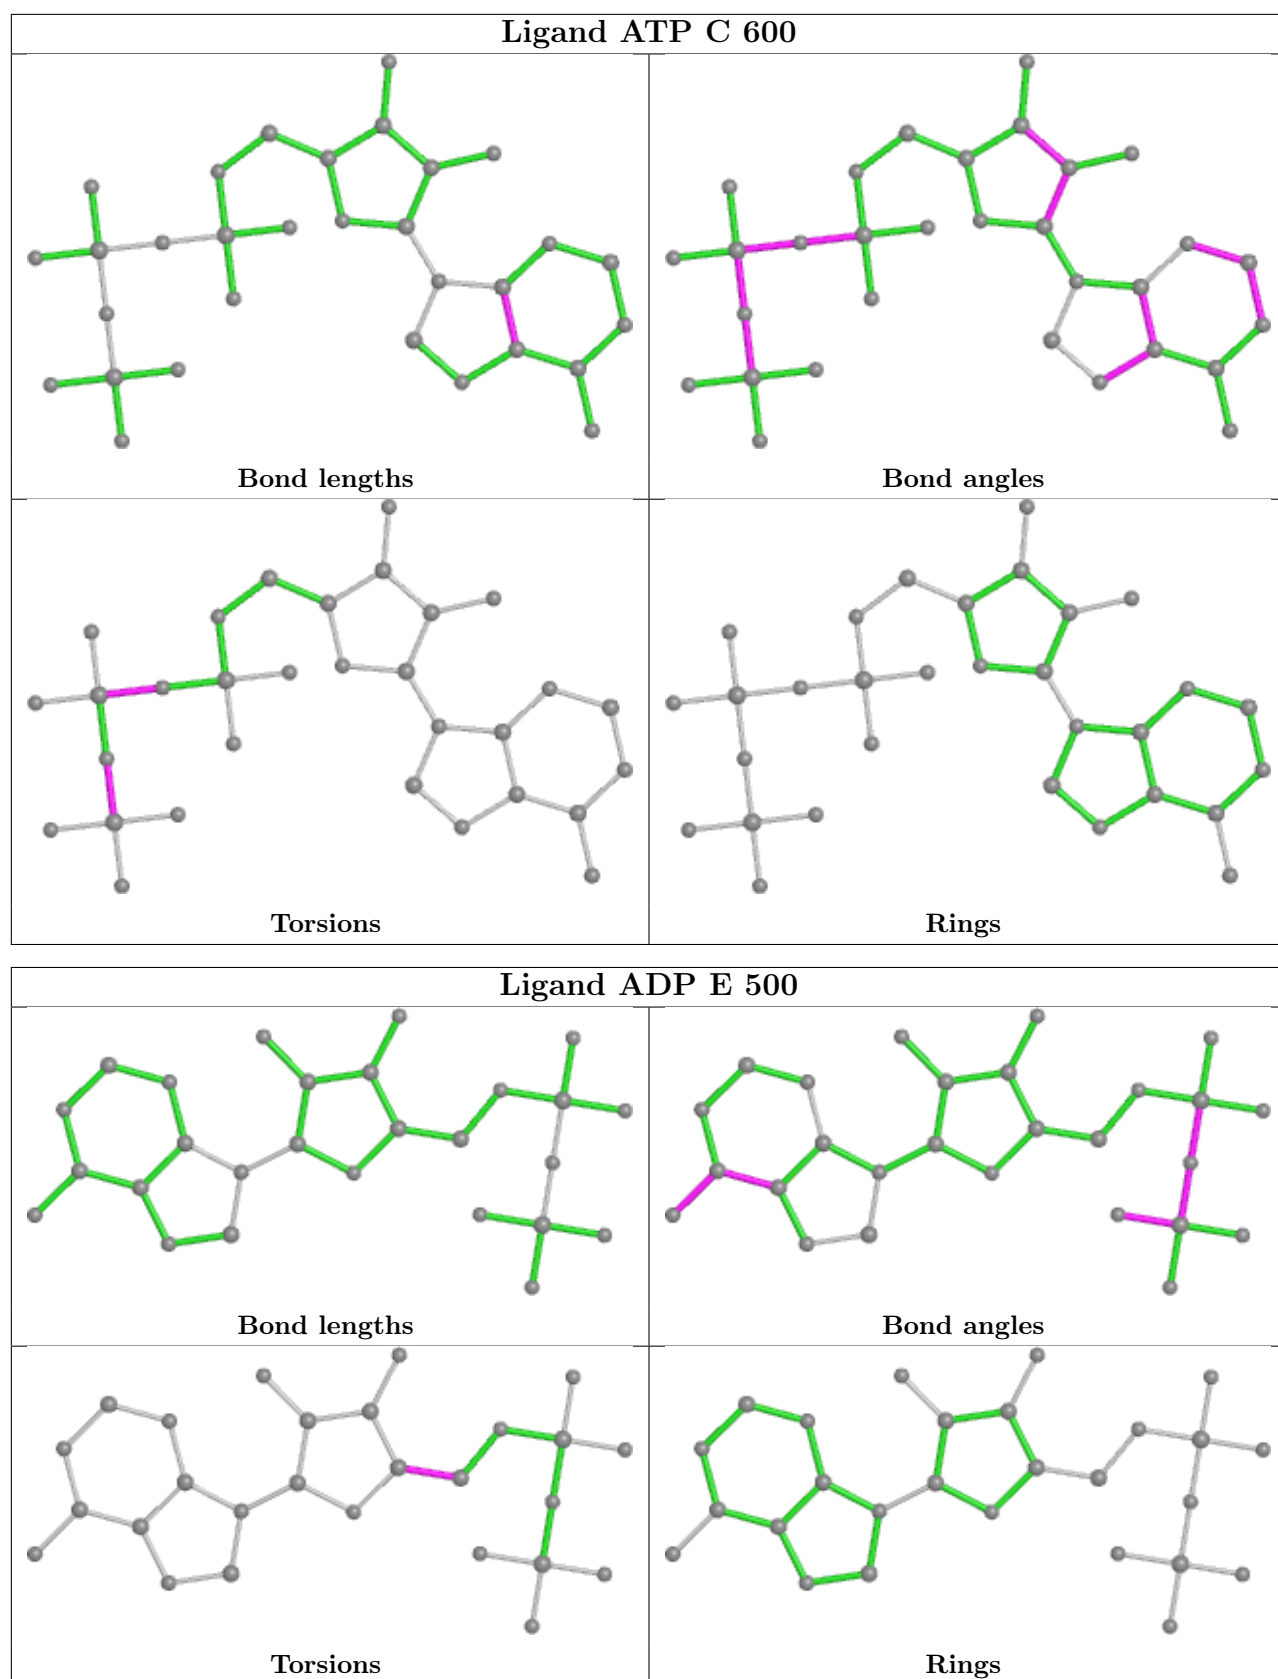 Ligand ATP C 600
Bond lengths
Bond angles
Torsions
Rings
Ligand ADP E 500
Bond lengths
Bond angles
Torsions
Rings